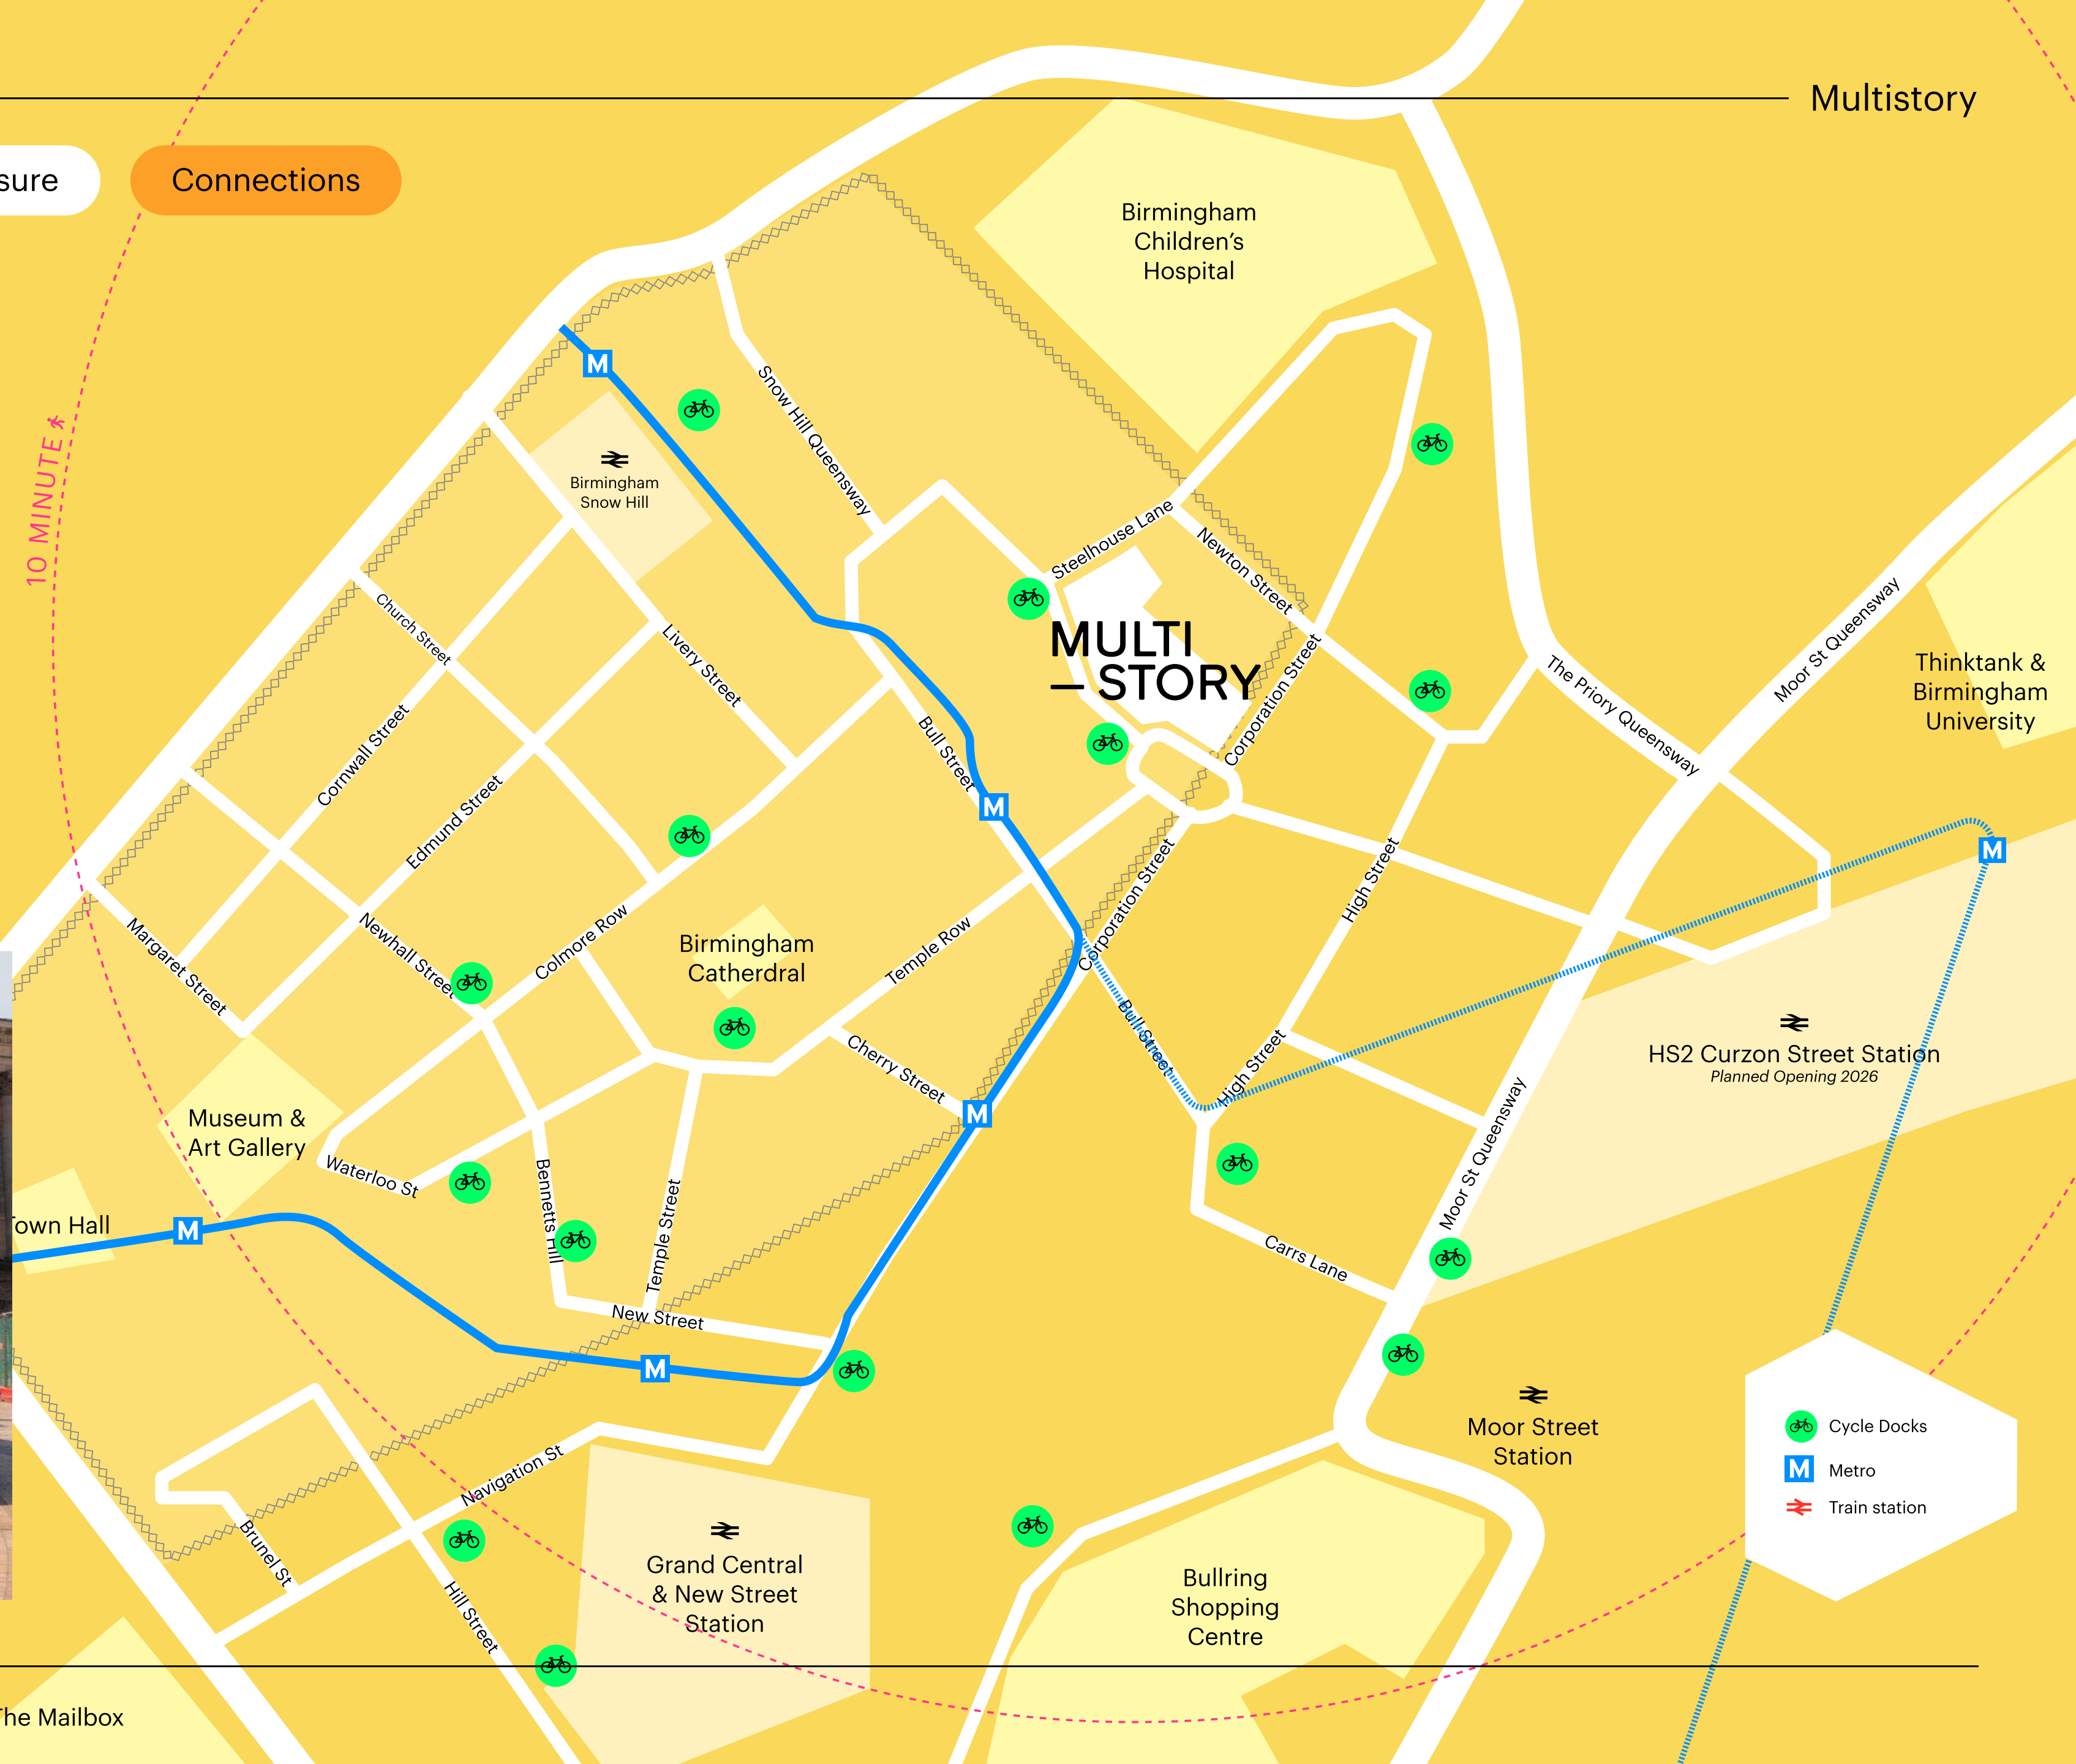 Multistory
sure
Connections
10 MINUTE
Birmingham
Children’s
Hospital
Snow Hill Queensway
Birmingham
Snow Hill
Steelhouse Lane
Newton Street
Church Street
Livery Street
MULTI
— STORY
Corporation Street
The Priory Queensway
Moor St Queensway
Thinktank &
Birmingham
University
Cornwall Street
Edmund Street
Bull Street
High Street
Corporation Street
Margaret Street
Newhall Street
Colmore Row
Birmingham
Catherdral
Temple Row
Cherry Street
Bull Street
High Street
HS2 Curzon Street Station
Planned Opening 2026
Moor St Queensway
Museum &
Art Gallery
Waterloo St
Town Hall
Bennetts Hill
Temple Street
New Street
Carrs Lane
Moor Street
Station
Navigation St
Brunel St
Hill Street
Grand Central
& New Street
Station
Bullring
Shopping
Centre
Cycle Docks
Metro
Train station
The Mailbox
M
M
M
M
M
M
M